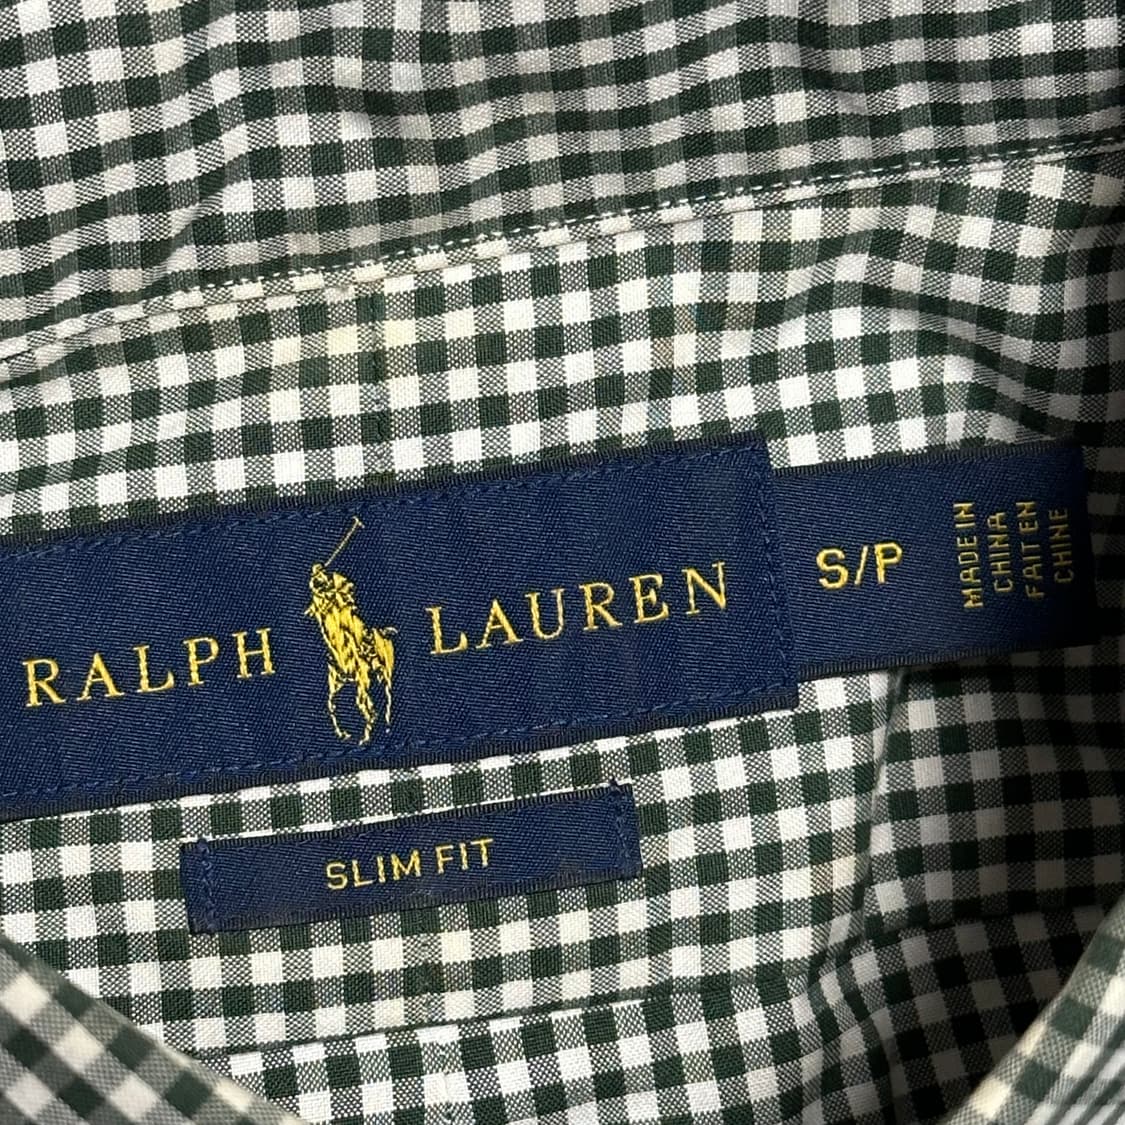 RALPH LAUREN
S/P
MADE IN
CHINA
FAIT EN
CHINE
SLIM FIT